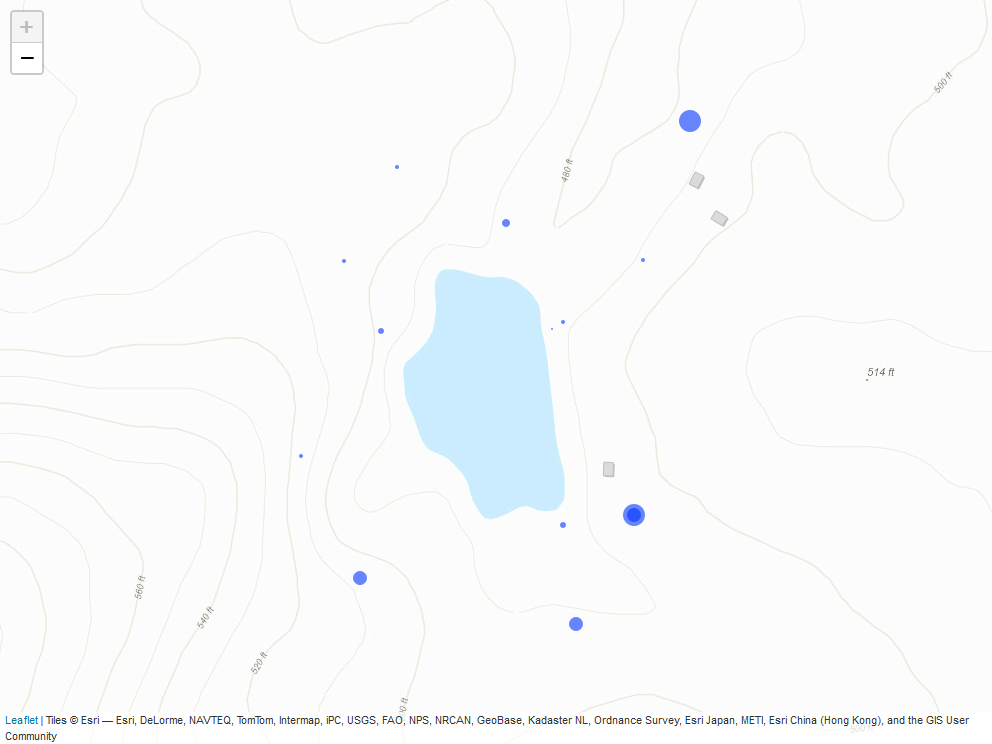 +
−
500 ft
480 ft
514 ft
560 ft
540 ft
520 ft
Leaflet | Tiles © Esri — Esri, DeLorme, NAVTEQ, TomTom, Intermap, iPC, USGS, FAO, NPS, NRCAN, GeoBase, Kadaster NL, Ordnance Survey, Esri Japan, METI, Esri China (Hong Kong), and the GIS User
Community